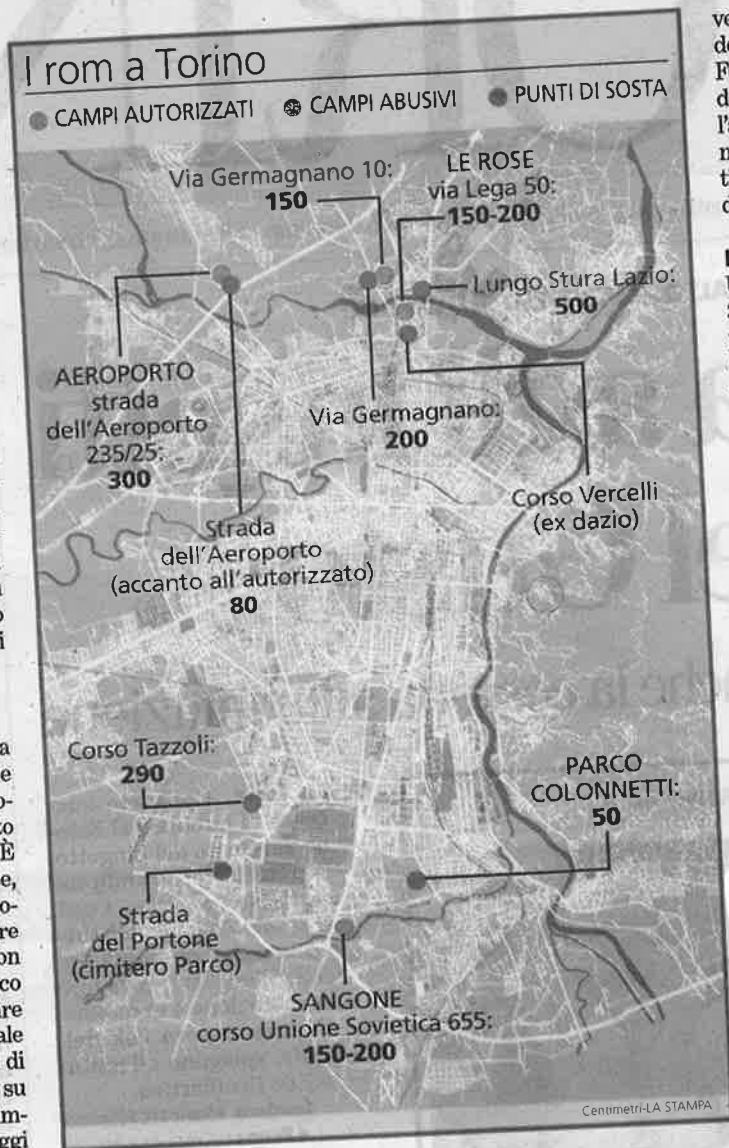 I rom a Torino
CAMPI AUTORIZZATI
CAMPI ABUSIVI
PUNTI DI SOSTA
Via Germagnano 10:
150
LE ROSE
via Lega 50:
150-200
Lungo Stura Lazio:
500
AEROPORTO
strada
dell'Aeroporto
235/25:
300
Via Germagnano:
200
Corso Vercelli
(ex dazio)
Strada
dell'Aeroporto
(accanto all'autorizzato)
80
Corso Tazzoli:
290
PARCO
COLONNETTI:
50
Strada
del Portone
(cimitero Parco)
SANGONE
corso Unione Sovietica 655:
150-200
Centimetri-LA STAMPA